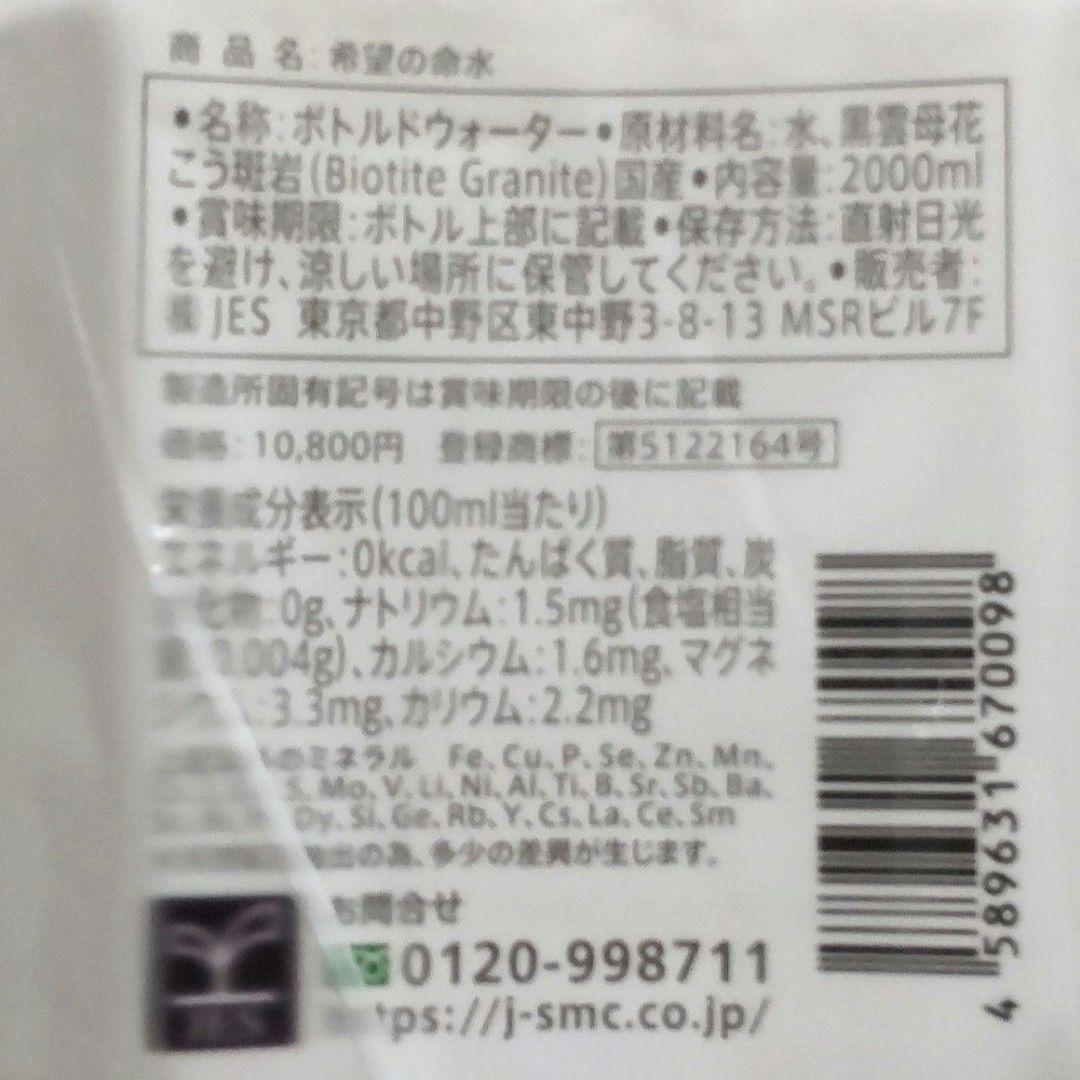 商品名:希望の命水
•名称:ボトルドウォーター•原材料名:水、黒雲母花
こう斑岩(Biotite Granite)国産•内容量:2000ml
•賞味期限:ボトル上部に記載•保存方法:直射日光
を避け、涼しい場所に保管してください。•販売者:
JES 東京都中野区東中野3-8-13 MSRビル7F
製造所固有記号は賞味期限の後に記載
価格:10,800円 登録商標:第5122164号
成分表示(100ml当たり)
エネルギー:0kcal、たんぱく質、脂質、炭
化物:0g、ナトリウム:1.5mg(食塩相当
0.004g)、カルシウム:1.6mg、マグネ
:3.3mg、カリウム:2.2mg
ミネラル Fe、Cu、P、Se、Zn、Mn、
S、Mo、V、Li、Ni、Al、Ti、B、Sr、Sb、Ba、
Dy、Si、Ge、Rb、Y、Cs、La、Ce、Sm
の為、多少の差異が生じます。
お問合せ
0120-998711
tps://j-smc.co.jp/
JES
4 589631 670098